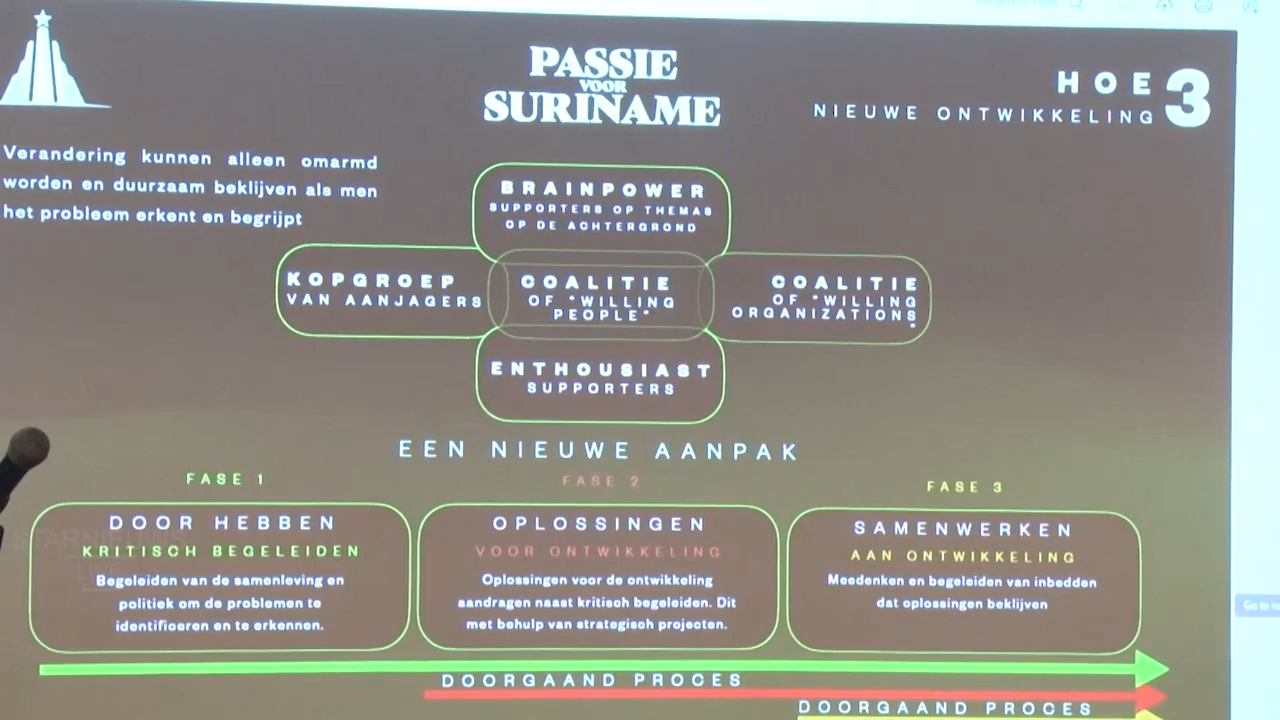 PASSIE
VOOR
SURINAME
HOE 3
NIEUWE ONTWIKKELING
Verandering kunnen alleen omarmd
worden en duurzaam beklijven als men
het probleem erkent en begrijpt
BRAINPOWER
SUPPORTERS OP THEMAS
OP DE ACHTERGROND
KOPGROEP
VAN AANJAGERS
COALITIE
OF "WILLING
PEOPLE"
COALITIE
OF "WILLING
ORGANIZATIONS
"
ENTHOUSIAST
SUPPORTERS
EEN NIEUWE AANPAK
FASE 1
DOOR HEBBEN
KRITISCH BEGELEIDEN
Begeleiden van de samenleving en
politiek om de problemen te
identificeren en te erkennen.
FASE 2
OPLOSSINGEN
VOOR ONTWIKKELING
Oplossingen voor de ontwikkeling
aandragen naast kritisch begeleiden. Dit
met behulp van strategisch projecten.
FASE 3
SAMENWERKEN
AAN ONTWIKKELING
Meedenken en begeleiden van inbedden
dat oplossingen beklijven
STARNIEUWS
LIVE
DOORGAAND PROCES
DOORGAAND PROCES
Go to